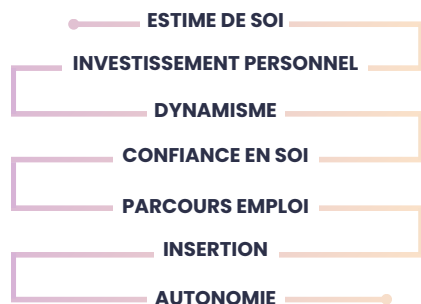 ESTIME DE SOI
INVESTISSEMENT PERSONNEL
DYNAMISME
CONFIANCE EN SOI
PARCOURS EMPLOI
INSERTION
AUTONOMIE